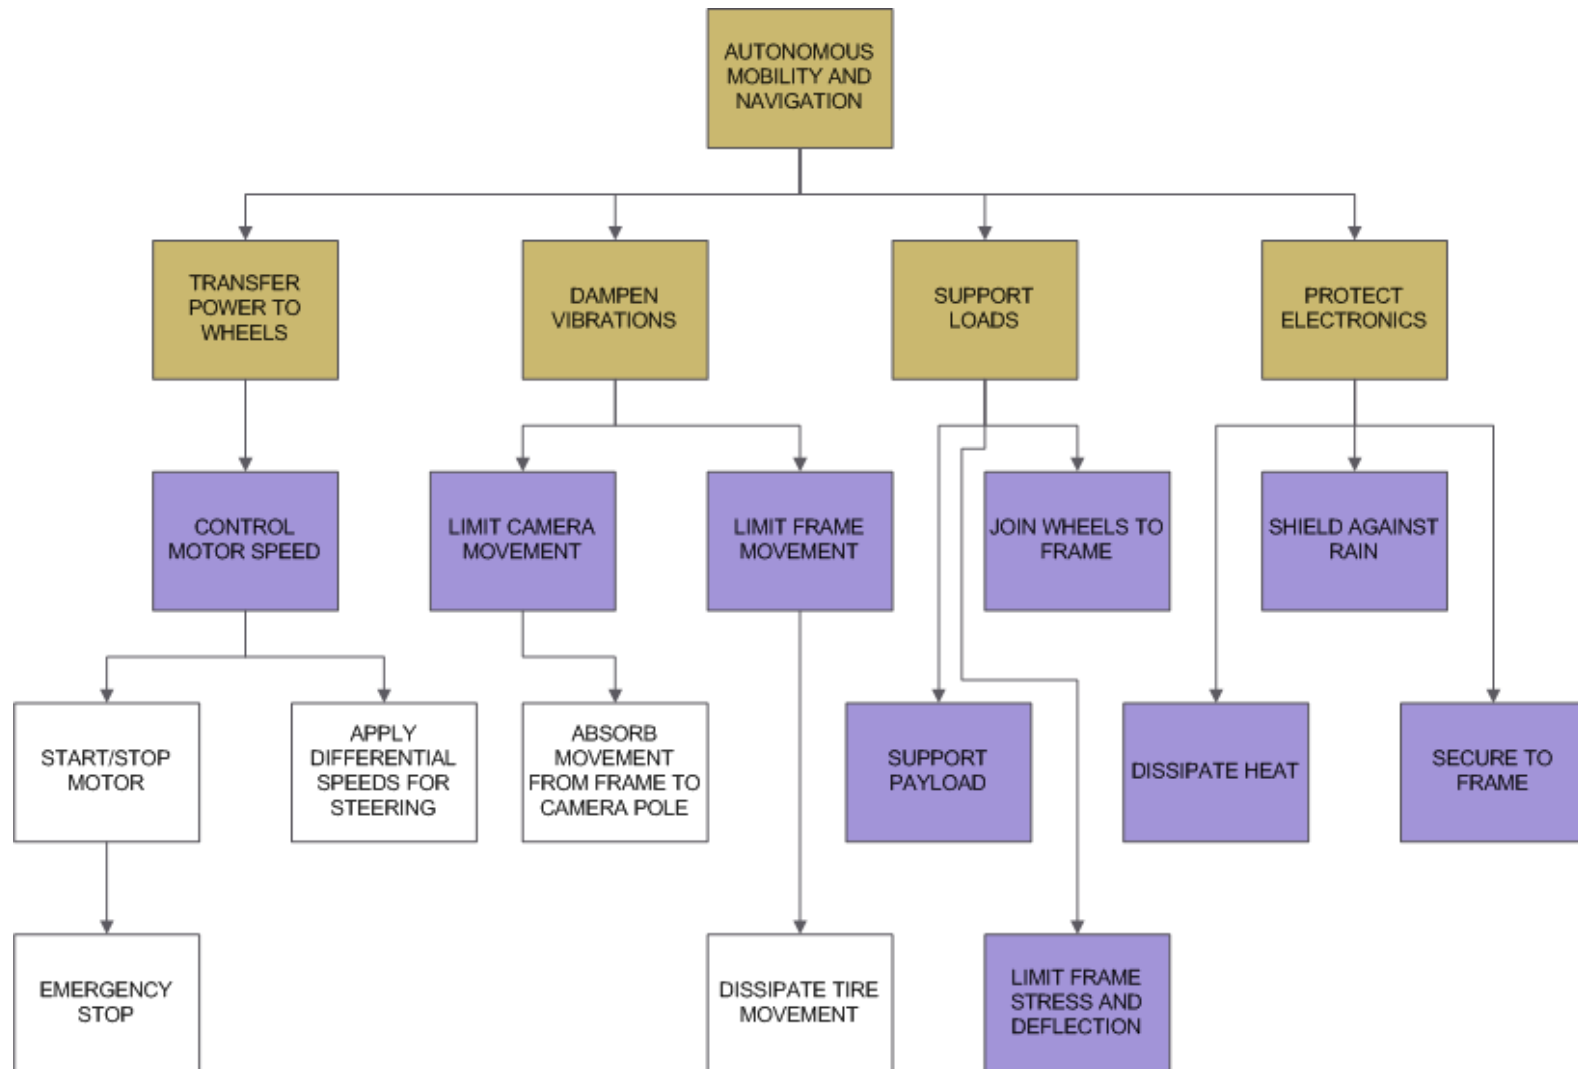 AUTONOMOUS
MOBILITY AND
NAVIGATION
TRANSFER
POWER TO
WHEELS
DAMPEN
VIBRATIONS
SUPPORT
LOADS
PROTECT
ELECTRONICS
CONTROL
MOTOR SPEED
LIMIT CAMERA
MOVEMENT
LIMIT FRAME
MOVEMENT
JOIN WHEELS TO
FRAME
SHIELD AGAINST
RAIN
START/STOP
MOTOR
APPLY
DIFFERENTIAL
SPEEDS FOR
STEERING
ABSORB
MOVEMENT
FROM FRAME TO
CAMERA POLE
SUPPORT
PAYLOAD
DISSIPATE HEAT
SECURE TO
FRAME
EMERGENCY
STOP
DISSIPATE TIRE
MOVEMENT
LIMIT FRAME
STRESS AND
DEFLECTION